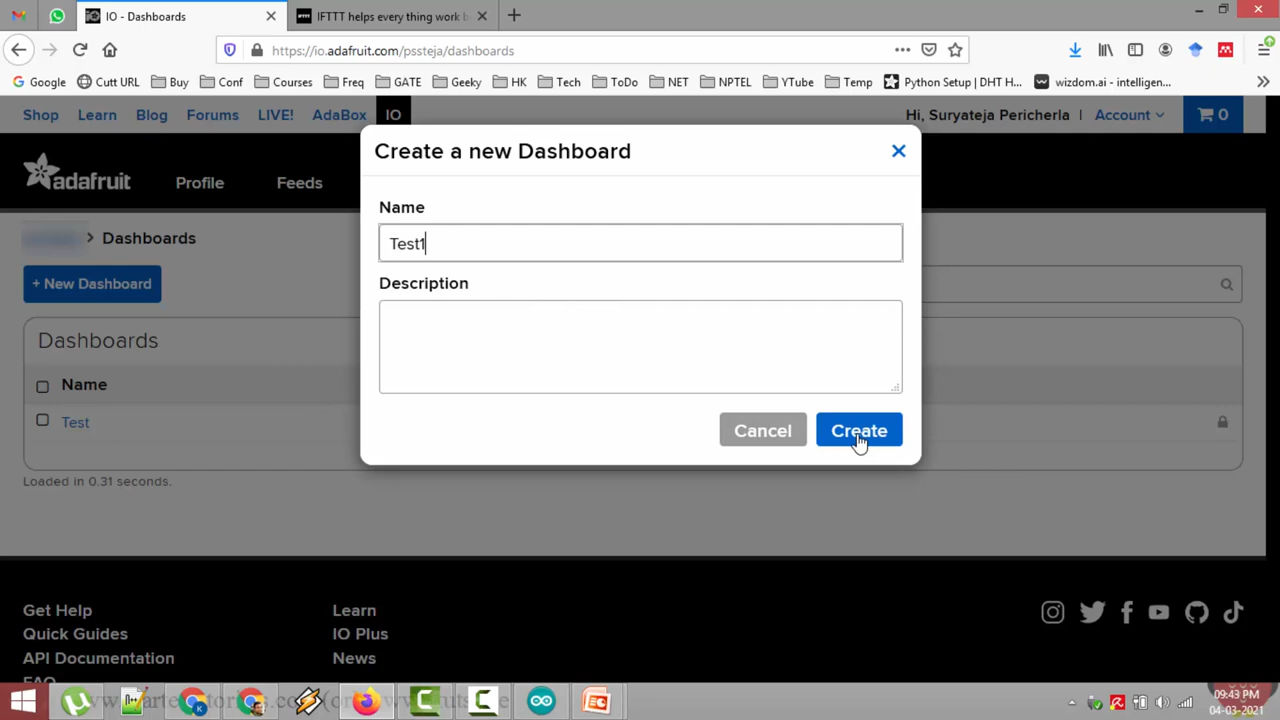 IO - Dashboards
IFTTT helps every thing work b
https://io.adafruit.com/pssteja/dashboards
Google
Cutt URL
Buy
Conf
Courses
Freq
GATE
Geeky
HK
Tech
ToDo
NET
NPTEL
YTube
Temp
Python Setup | DHT H...
wizdom.ai - intelligen...
Shop
Learn
Blog
Forums
LIVE!
AdaBox
IO
Hi, Suryateja Pericherla | Account
0
adafruit
Profile
Feeds
> Dashboards
+ New Dashboard
Dashboards
Name
Test
Loaded in 0.31 seconds.
Create a new Dashboard
Name
Test1
Description
Cancel
Create
Get Help
Quick Guides
API Documentation
FAQ
Learn
IO Plus
News
09:43 PM
04-03-2021